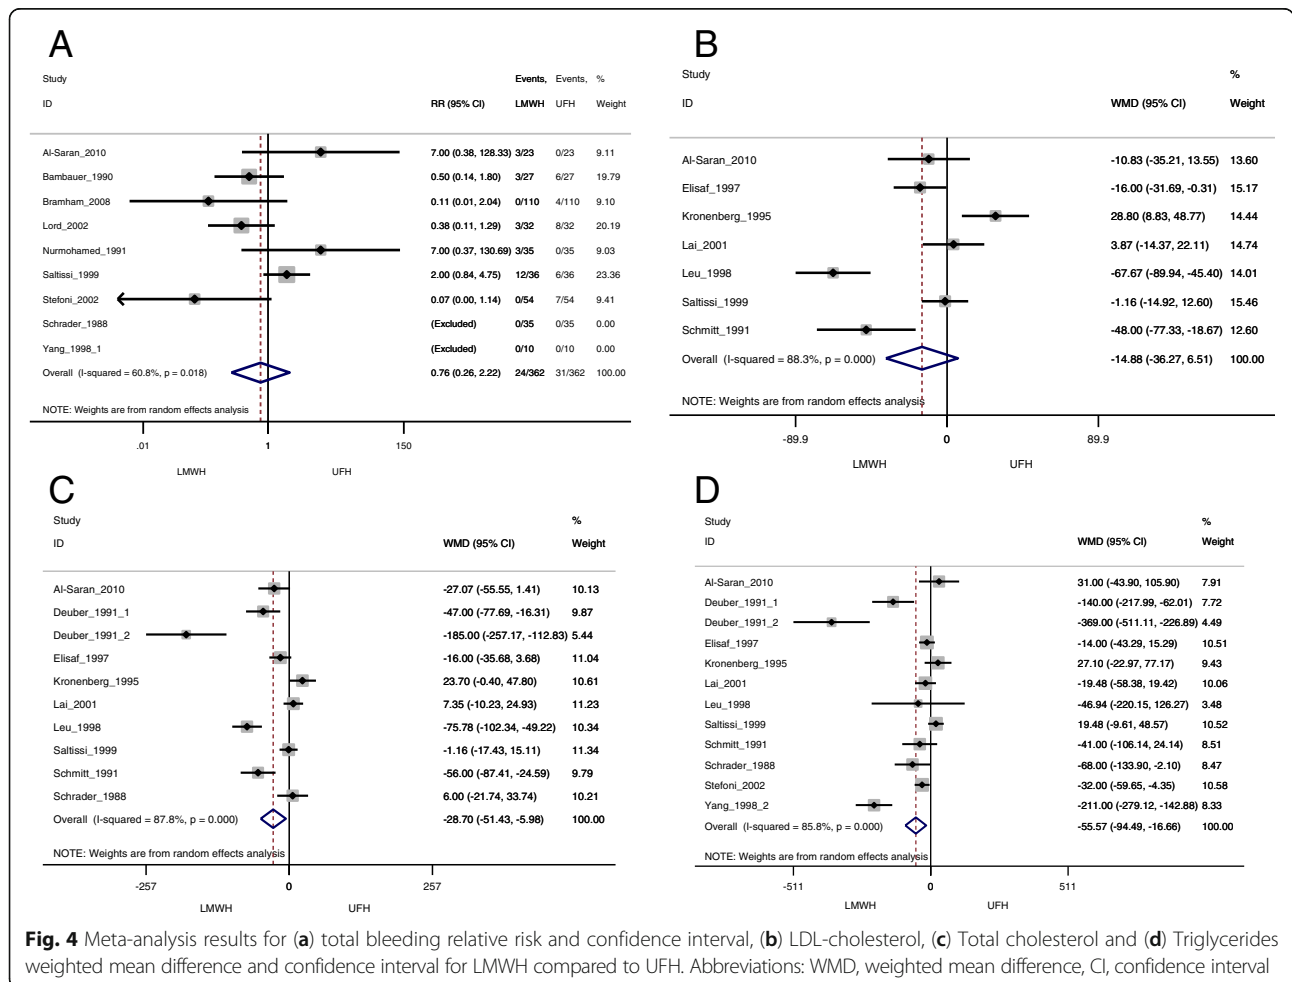 A
Study Events, Events, %
ID RR (95% CI) LMWH UFH Weight
Al-Saran_2010 7.00 (0.38, 128.33) 3/23 0/23 9.11
Bambauer_1990 0.50 (0.14, 1.80) 3/27 6/27 19.79
Bramham_2008 0.11 (0.01, 2.04) 0/110 4/110 9.10
Lord_2002 0.38 (0.11, 1.29) 3/32 8/32 20.19
Nurmohamed_1991 7.00 (0.37, 130.69) 3/35 0/35 9.03
Saltissi_1999 2.00 (0.84, 4.75) 12/36 6/36 23.36
Stefoni_2002 0.07 (0.00, 1.14) 0/54 7/54 9.41
Schrader_1988 (Excluded) 0/35 0/35 0.00
Yang_1998_1 (Excluded) 0/10 0/10 0.00
Overall (I-squared = 60.8%, p = 0.018) 0.76 (0.26, 2.22) 24/362 31/362 100.00
NOTE: Weights are from random effects analysis
.01 1 150
LMWH UFH
B
Study %
ID WMD (95% CI) Weight
Al-Saran_2010 -10.83 (-35.21, 13.55) 13.60
Elisaf_1997 -16.00 (-31.69, -0.31) 15.17
Kronenberg_1995 28.80 (8.83, 48.77) 14.44
Lai_2001 3.87 (-14.37, 22.11) 14.74
Leu_1998 -67.67 (-89.94, -45.40) 14.01
Saltissi_1999 -1.16 (-14.92, 12.60) 15.46
Schmitt_1991 -48.00 (-77.33, -18.67) 12.60
Overall (I-squared = 88.3%, p = 0.000) -14.88 (-36.27, 6.51) 100.00
NOTE: Weights are from random effects analysis
-89.9 0 89.9
LMWH UFH
C
Study %
ID WMD (95% CI) Weight
Al-Saran_2010 -27.07 (-55.55, 1.41) 10.13
Deuber_1991_1 -47.00 (-77.69, -16.31) 9.87
Deuber_1991_2 -185.00 (-257.17, -112.83) 5.44
Elisaf_1997 -16.00 (-35.68, 3.68) 11.04
Kronenberg_1995 23.70 (-0.40, 47.80) 10.61
Lai_2001 7.35 (-10.23, 24.93) 11.23
Leu_1998 -75.78 (-102.34, -49.22) 10.34
Saltissi_1999 -1.16 (-17.43, 15.11) 11.34
Schmitt_1991 -56.00 (-87.41, -24.59) 9.79
Schrader_1988 6.00 (-21.74, 33.74) 10.21
Overall (I-squared = 87.8%, p = 0.000) -28.70 (-51.43, -5.98) 100.00
NOTE: Weights are from random effects analysis
-257 0 257
LMWH UFH
D
Study %
ID WMD (95% CI) Weight
Al-Saran_2010 31.00 (-43.90, 105.90) 7.91
Deuber_1991_1 -140.00 (-217.99, -62.01) 7.72
Deuber_1991_2 -369.00 (-511.11, -226.89) 4.49
Elisaf_1997 -14.00 (-43.29, 15.29) 10.51
Kronenberg_1995 27.10 (-22.97, 77.17) 9.43
Lai_2001 -19.48 (-58.38, 19.42) 10.06
Leu_1998 -46.94 (-220.15, 126.27) 3.48
Saltissi_1999 19.48 (-9.61, 48.57) 10.52
Schmitt_1991 -41.00 (-106.14, 24.14) 8.51
Schrader_1988 -68.00 (-133.90, -2.10) 8.47
Stefoni_2002 -32.00 (-59.65, -4.35) 10.58
Yang_1998_2 -211.00 (-279.12, -142.88) 8.33
Overall (I-squared = 85.8%, p = 0.000) -55.57 (-94.49, -16.66) 100.00
NOTE: Weights are from random effects analysis
-511 0 511
LMWH UFH
Fig. 4 Meta-analysis results for (a) total bleeding relative risk and confidence interval, (b) LDL-cholesterol, (c) Total cholesterol and (d) Triglycerides
weighted mean difference and confidence interval for LMWH compared to UFH. Abbreviations: WMD, weighted mean difference, CI, confidence interval